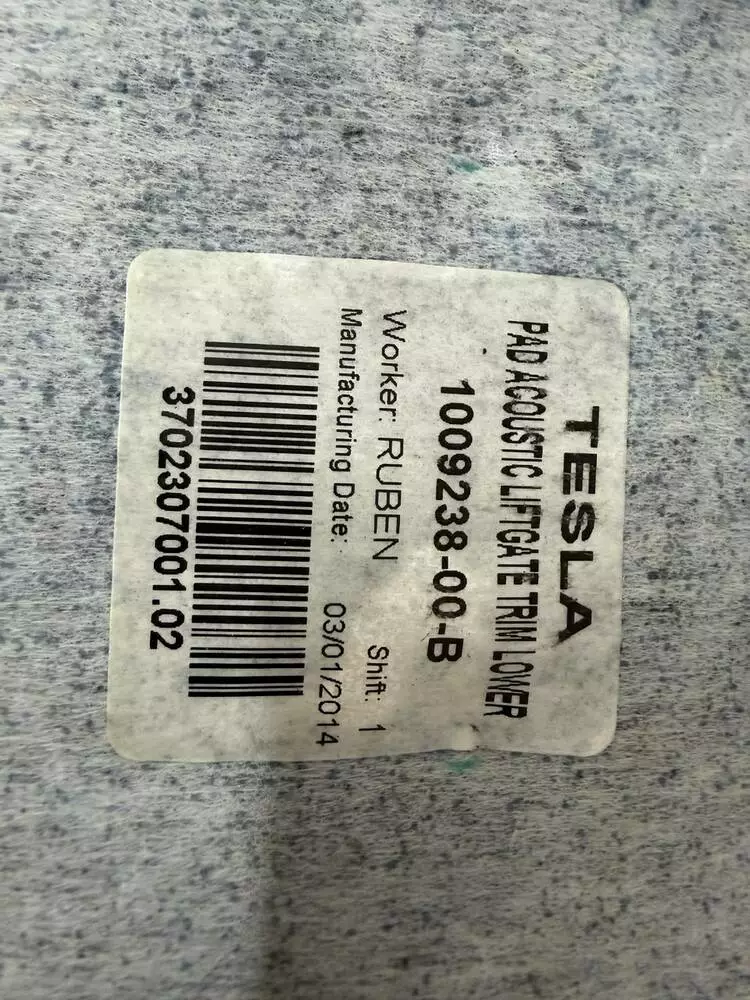 TESLA
PAD ACOUSTIC LIFTGATE TRIM LOWER
1009238-00-B
Worker: RUBEN Shift: 1
Manufacturing Date: 03/01/2014
3702307001.02